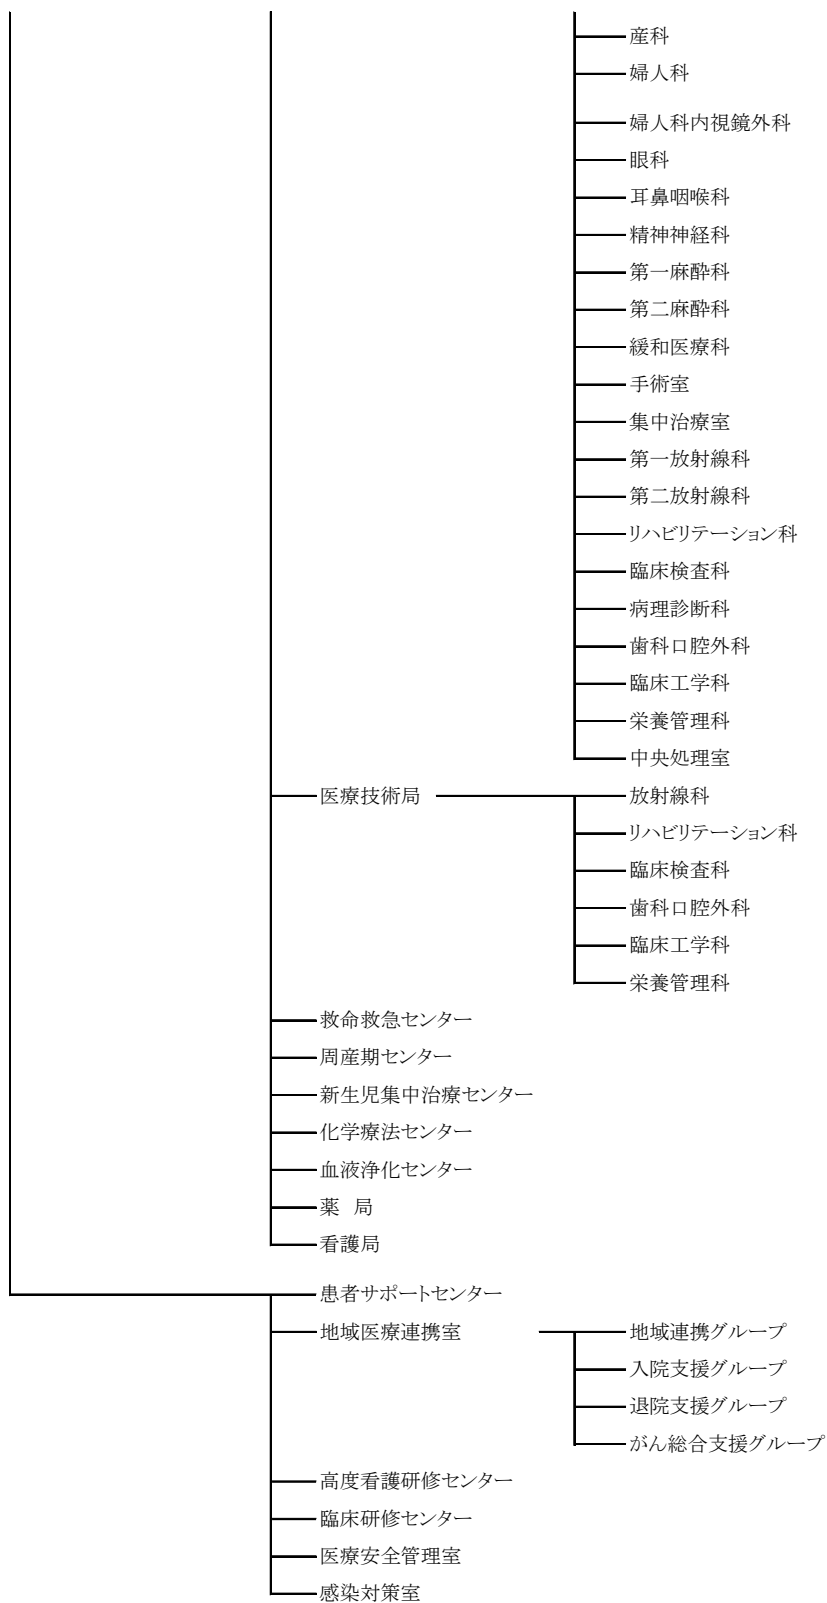 産科
婦人科
婦人科内視鏡外科
眼科
耳鼻咽喉科
精神神経科
第一麻酔科
第二麻酔科
緩和医療科
手術室
集中治療室
第一放射線科
第二放射線科
リハビリテーション科
臨床検査科
病理診断科
歯科口腔外科
臨床工学科
栄養管理科
中央処理室
医療技術局 放射線科
リハビリテーション科
臨床検査科
歯科口腔外科
臨床工学科
栄養管理科
救命救急センター
周産期センター
新生児集中治療センター
化学療法センター
血液浄化センター
薬 局
看護局
患者サポートセンター
地域医療連携室 地域連携グループ
入院支援グループ
退院支援グループ
がん総合支援グループ
高度看護研修センター
臨床研修センター
医療安全管理室
感染対策室